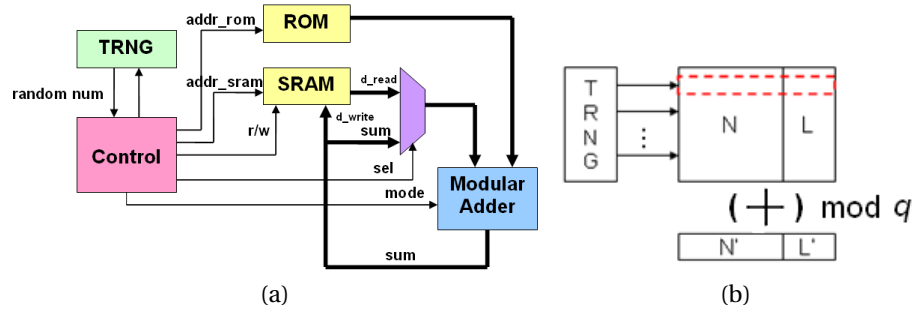 TRNG
random num
Control
addr_rom
addr_sram
r/w
sel
mode
ROM
SRAM
d_read
d_write
sum
Modular
Adder
sum
(a)
T
R
N
G
N
L
(+) mod q
N'
L'
(b)